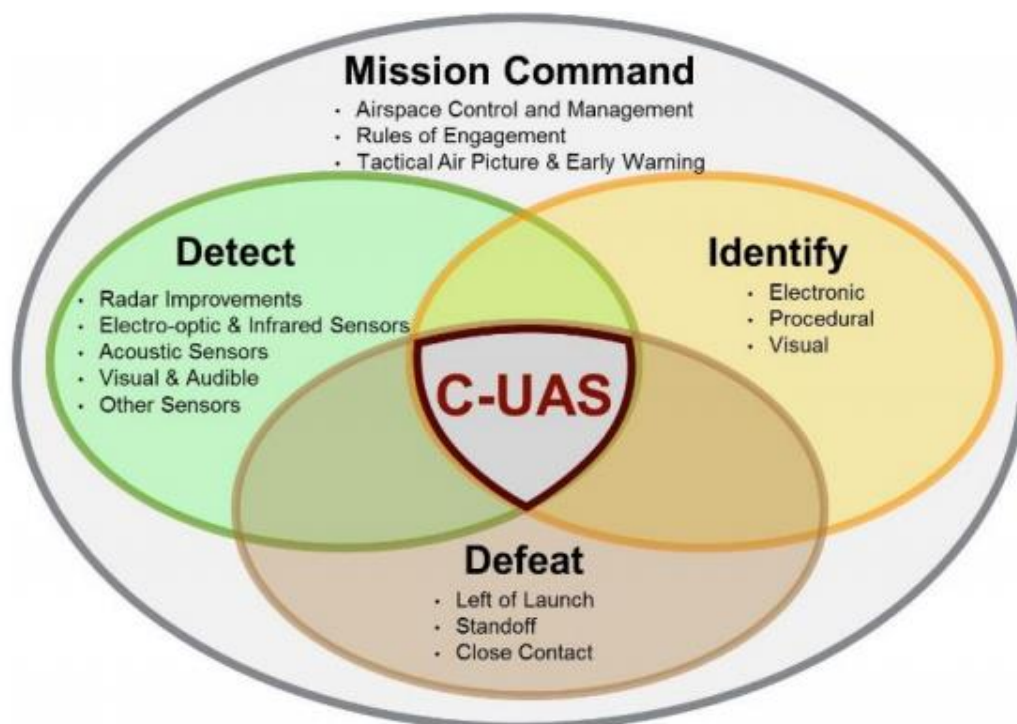 Mission Command
· Airspace Control and Management
· Rules of Engagement
· Tactical Air Picture & Early Warning
Detect
· Radar Improvements
· Electro-optic & Infrared Sensors
· Acoustic Sensors
· Visual & Audible
· Other Sensors
Identify
· Electronic
· Procedural
· Visual
C-UAS
Defeat
· Left of Launch
· Standoff
· Close Contact